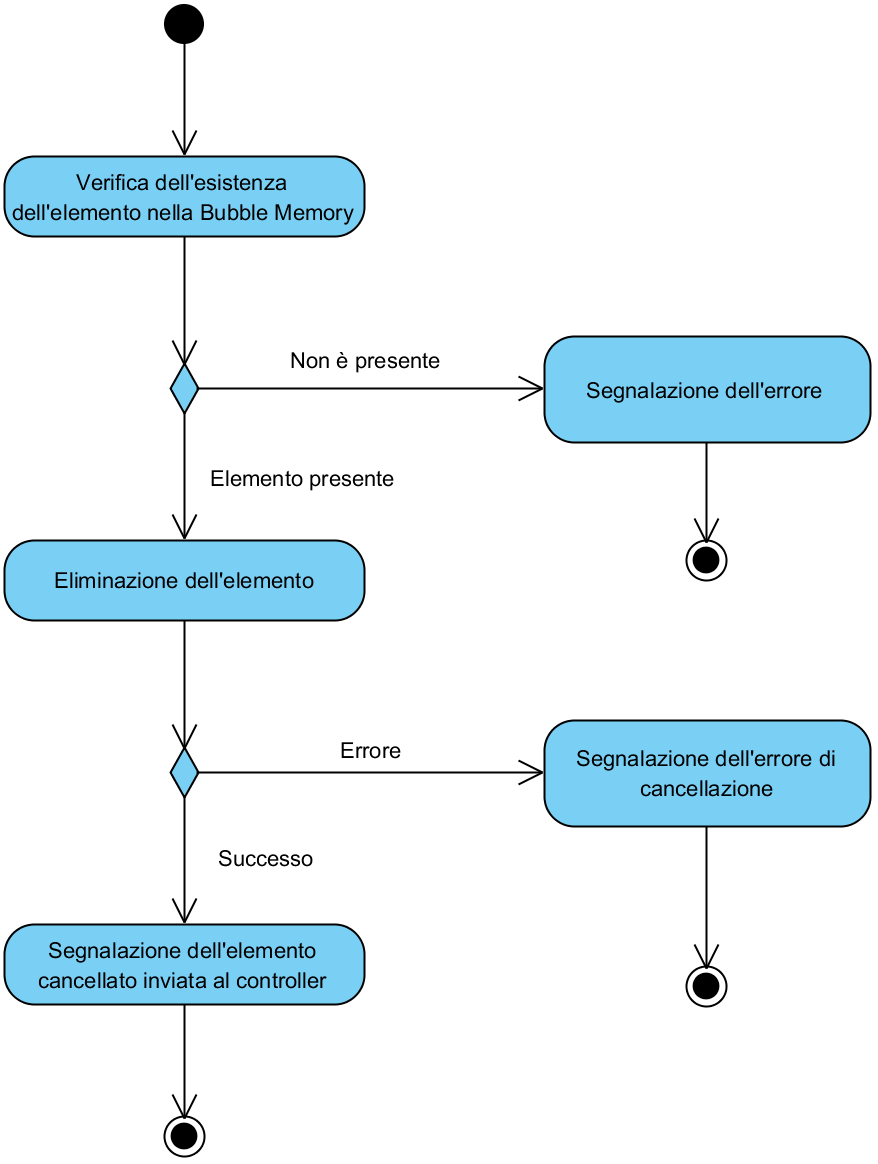 Verifica dell'esistenza
dell'elemento nella Bubble Memory
Non è presente
Segnalazione dell'errore
Elemento presente
Eliminazione dell'elemento
Errore
Segnalazione dell'errore di
cancellazione
Successo
Segnalazione dell'elemento
cancellato inviata al controller